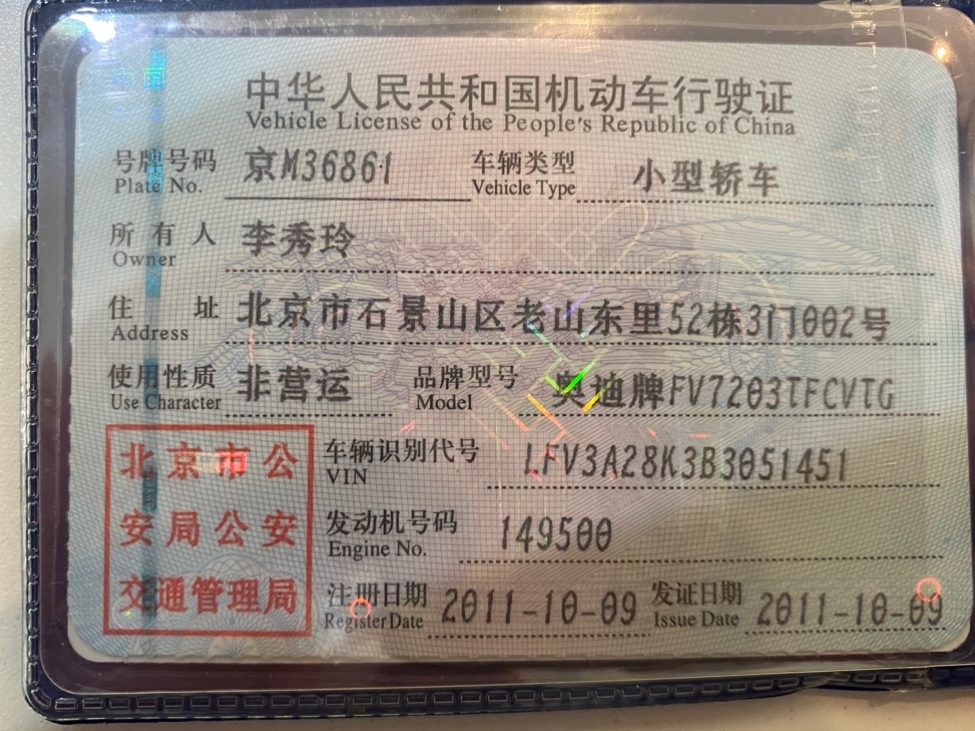 中国
中华人民共和国机动车行驶证
Vehicle License of the People's Republic of China
号牌号码 京M36861 车辆类型 小型轿车
Plate No. Vehicle Type
所有人 李秀玲
Owner
住址 北京市石景山区老山东里52栋3门002号
Address
使用性质 非营运 品牌型号 奥迪牌FV7203TFCVTG
Use Character Model
北京市公
安局公安
交通管理局
车辆识别代号 LFV3A28K3B3051451
VIN
发动机号码 149500
Engine No.
注册日期 2011-10-09 发证日期 2011-10-09
Register Date Issue Date